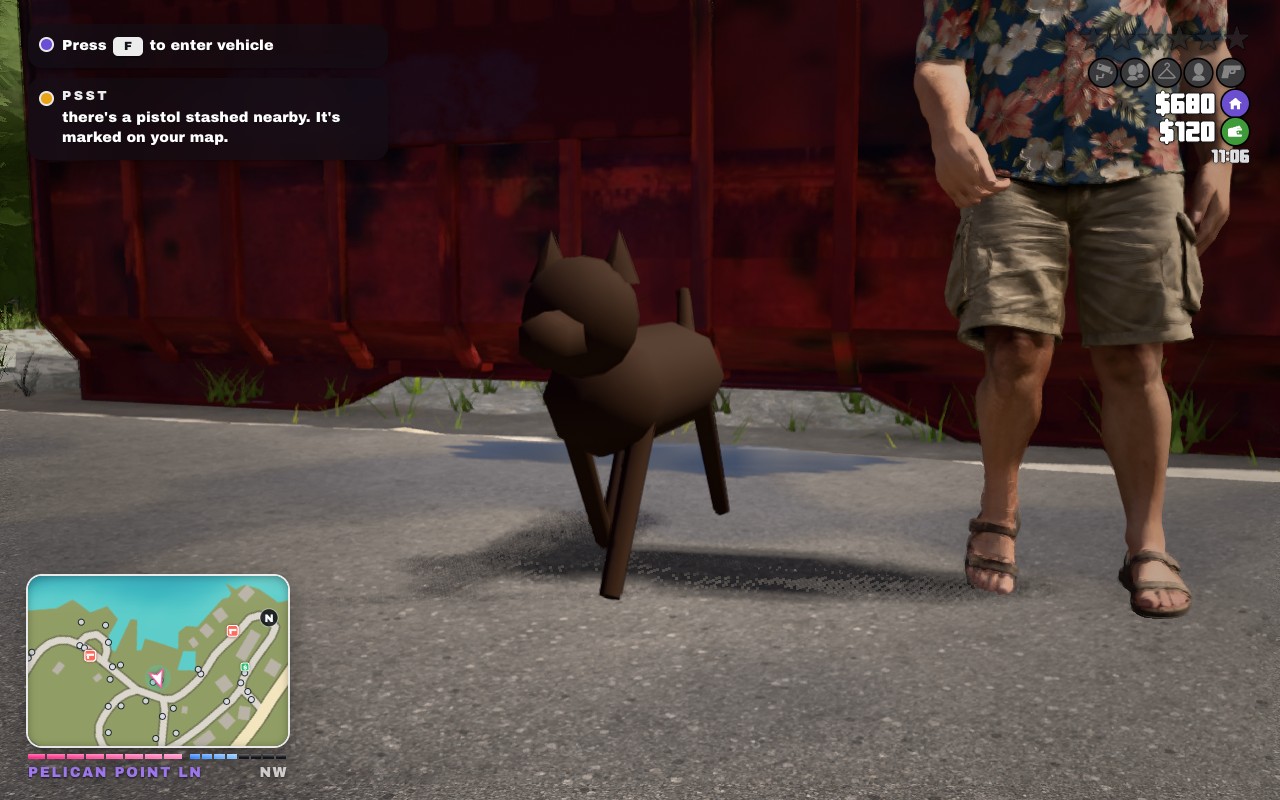 Press F to enter vehicle
PSST
there's a pistol stashed nearby. It's
marked on your map.
$680
$120
11:06
N
PELICAN POINT LN NW